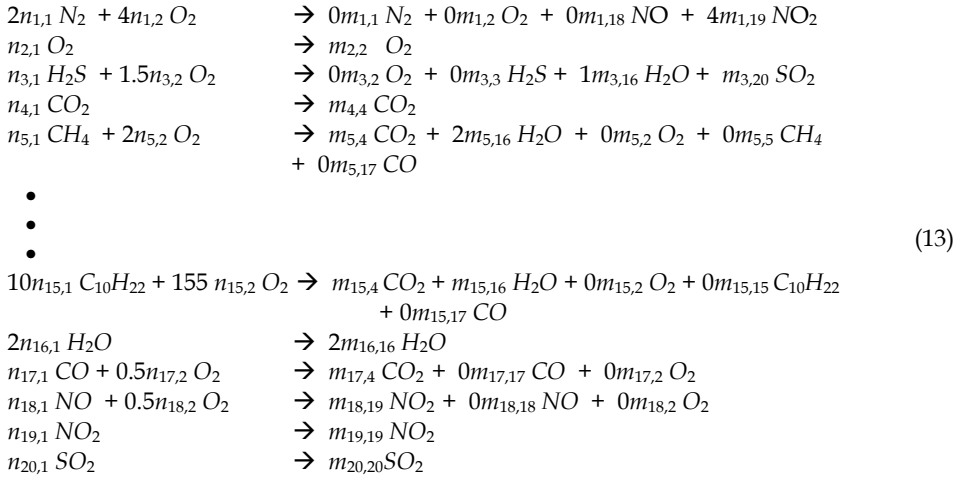 2n1,1 N2 + 4n1,2 O2 → 0m1,1 N2 + 0m1,2 O2 + 0m1,18 NO + 4m1,19 NO2
n2,1 O2 → m2,2 O2
n3,1 H2S + 1.5n3,2 O2 → 0m3,2 O2 + 0m3,3 H2S + 1m3,16 H2O + m3,20 SO2
n4,1 CO2 → m4,4 CO2
n5,1 CH4 + 2n5,2 O2 → m5,4 CO2 + 2m5,16 H2O + 0m5,2 O2 + 0m5,5 CH4
+ 0m5,17 CO
•
•
(13)
•
10n15,1 C10H22 + 155 n15,2 O2 → m15,4 CO2 + m15,16 H2O + 0m15,2 O2 + 0m15,15 C10H22
+ 0m15,17 CO
2n16,1 H2O → 2m16,16 H2O
n17,1 CO + 0.5n17,2 O2 → m17,4 CO2 + 0m17,17 CO + 0m17,2 O2
n18,1 NO + 0.5n18,2 O2 → m18,19 NO2 + 0m18,18 NO + 0m18,2 O2
n19,1 NO2 → m19,19 NO2
n20,1 SO2 → m20,20SO2